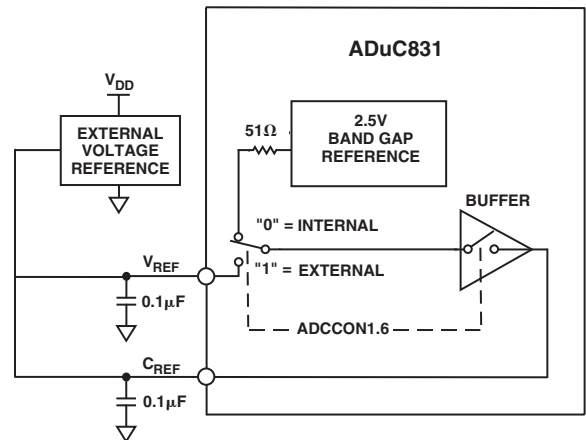 ADuC831
VDD
EXTERNAL
VOLTAGE
REFERENCE
51Ω
2.5V
BAND GAP
REFERENCE
BUFFER
"0" = INTERNAL
VREF
"1" = EXTERNAL
0.1μF
ADCCON1.6
CREF
0.1μF